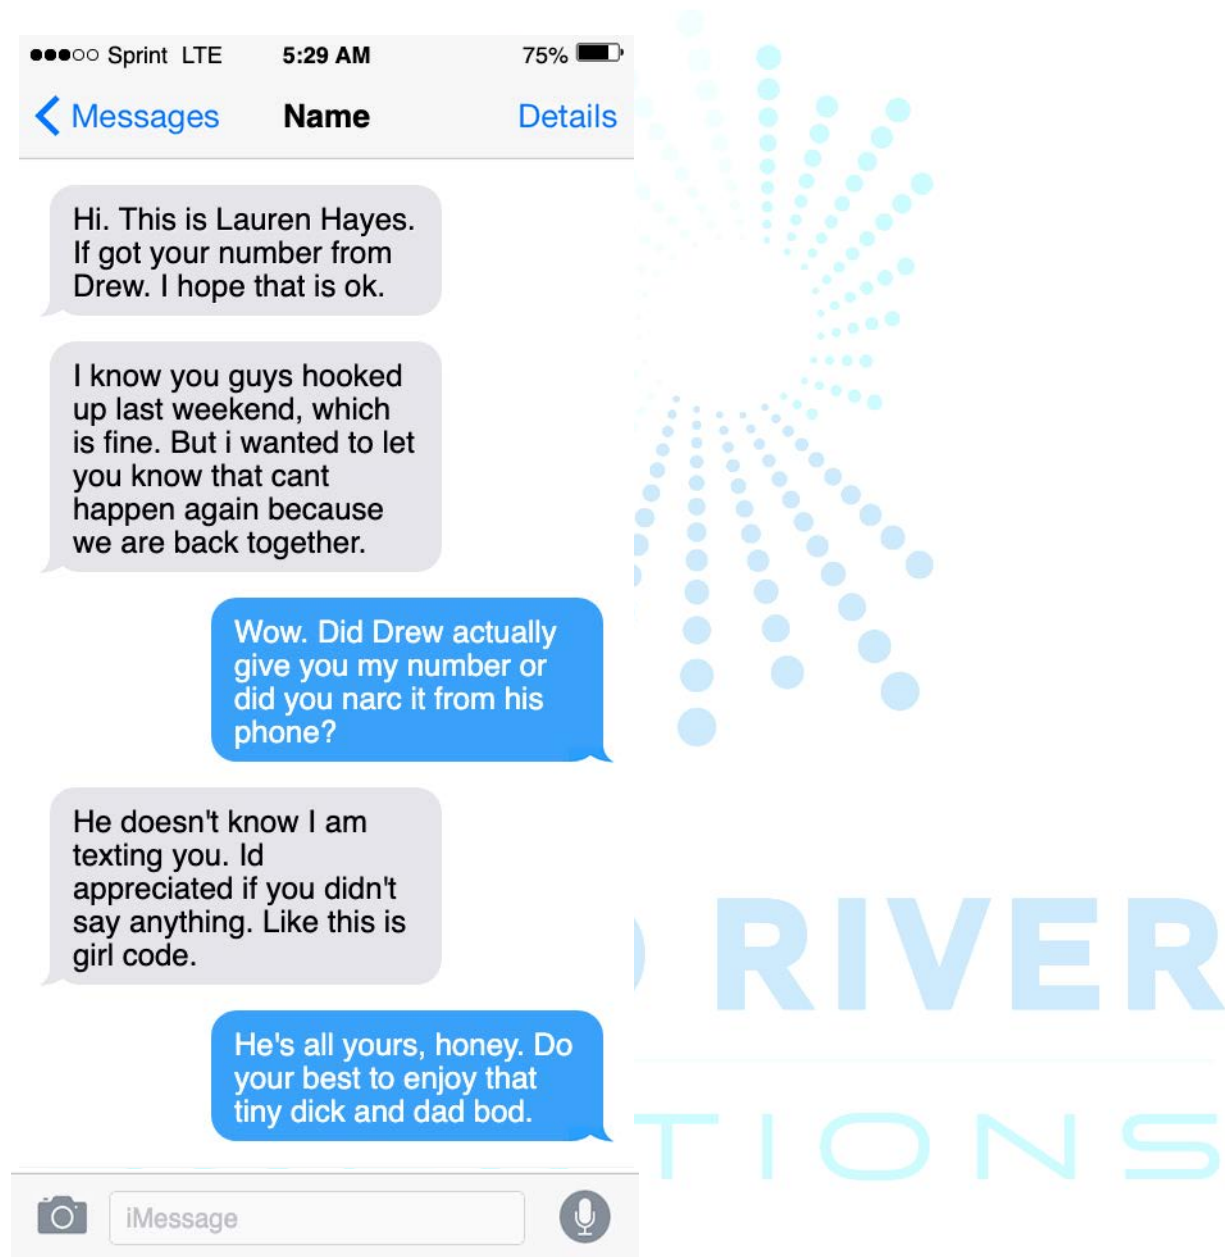 Sprint LTE 5:29 AM 75%
Messages Name Details
Hi. This is Lauren Hayes.
If got your number from
Drew. I hope that is ok.
I know you guys hooked
up last weekend, which
is fine. But i wanted to let
you know that cant
happen again because
we are back together.
Wow. Did Drew actually
give you my number or
did you narc it from his
phone?
He doesn't know I am
texting you. Id
appreciated if you didn't
say anything. Like this is
girl code.
He's all yours, honey. Do
your best to enjoy that
tiny dick and dad bod.
RIVER
TIONS
iMessage